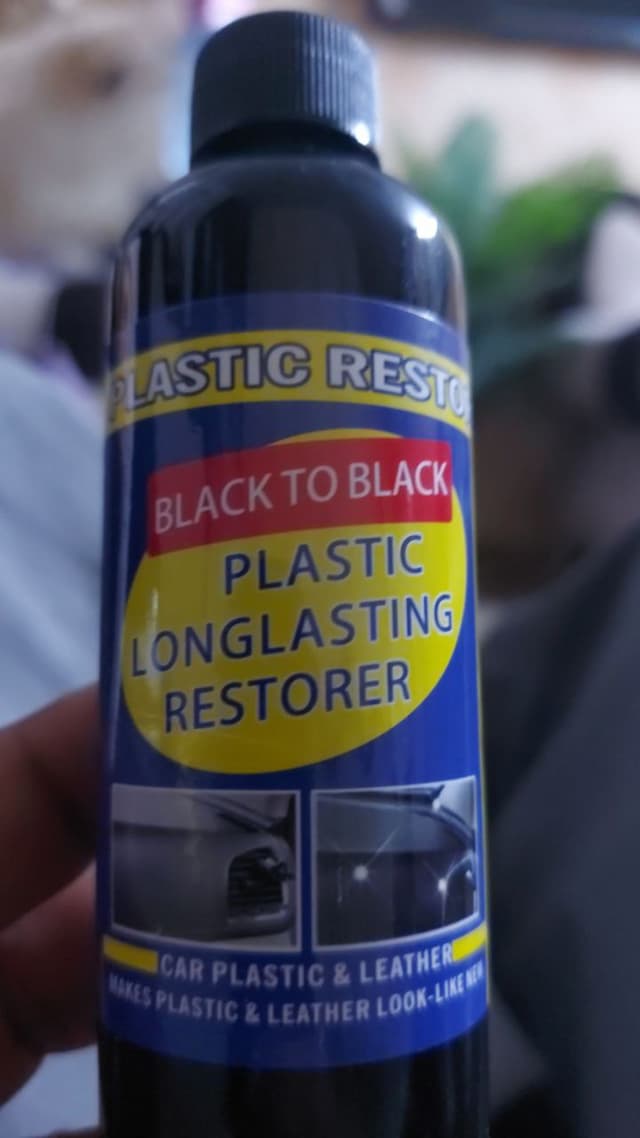 PLASTIC RESTO
BLACK TO BLACK
PLASTIC
LONGLASTING
RESTORER
CAR PLASTIC & LEATHER
MAKES PLASTIC & LEATHER LOOK-LIKE NEW